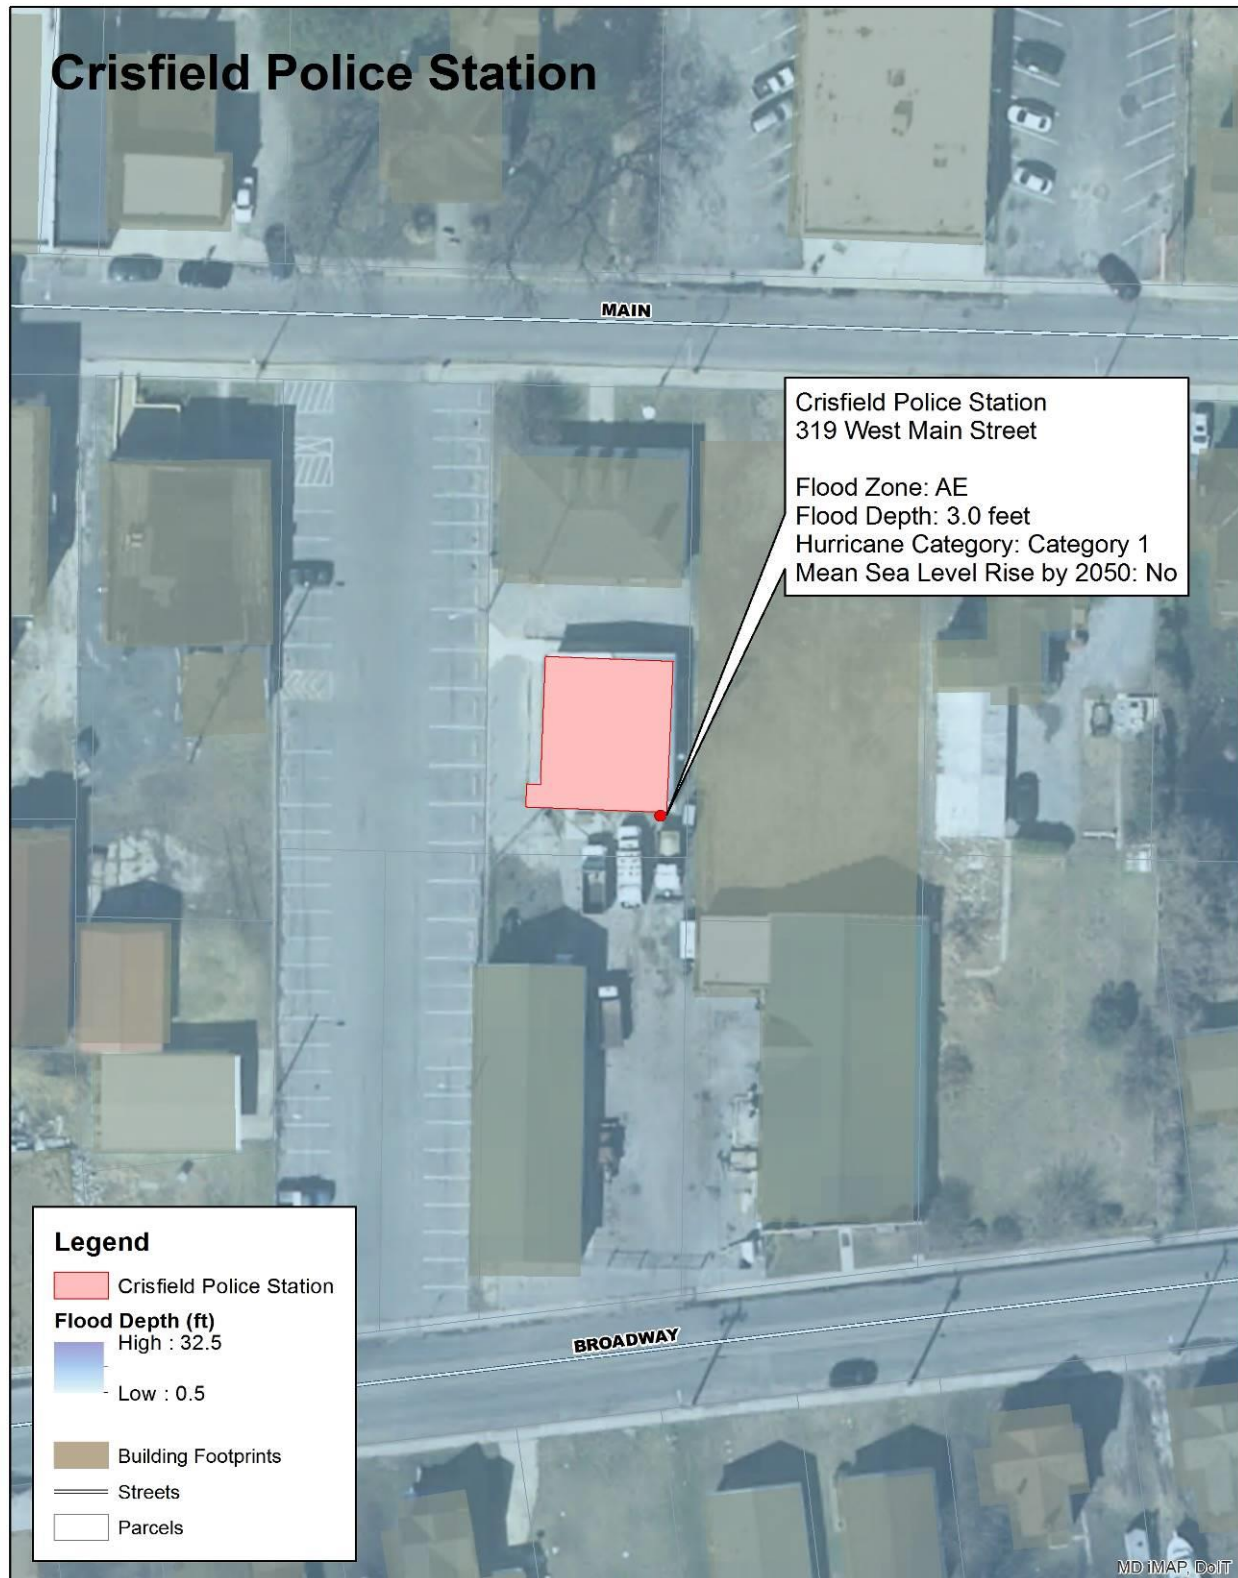 Crisfield Police Station
MAIN
Crisfield Police Station
319 West Main Street
Flood Zone: AE
Flood Depth: 3.0 feet
Hurricane Category: Category 1
Mean Sea Level Rise by 2050: No
Legend
Crisfield Police Station
Flood Depth (ft)
High : 32.5
Low : 0.5
Building Footprints
Streets
Parcels
BROADWAY
MD iMAP, DoIT